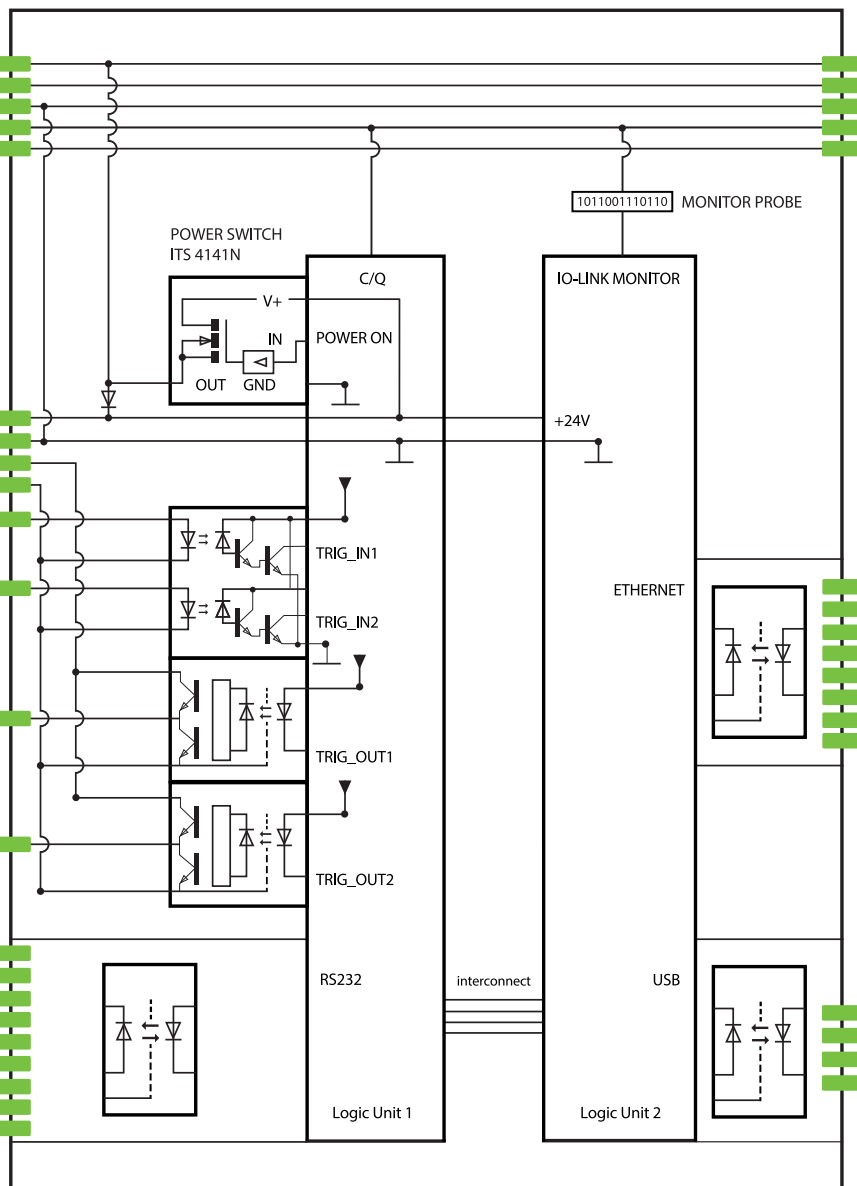 1011001110110
MONITOR PROBE
POWER SWITCH
ITS 4141N
C/Q
IO-LINK MONITOR
V+
IN
POWER ON
OUT
GND
+24V
TRIG_IN1
ETHERNET
TRIG_IN2
TRIG_OUT1
TRIG_OUT2
RS232
interconnect
USB
Logic Unit 1
Logic Unit 2